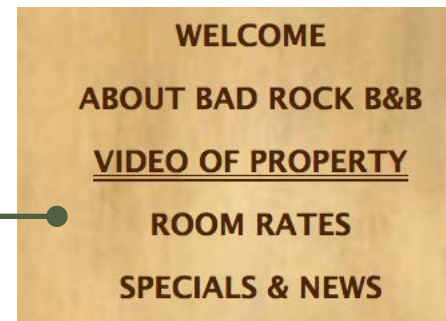 WELCOME
ABOUT BAD ROCK B&B
VIDEO OF PROPERTY
ROOM RATES
SPECIALS & NEWS